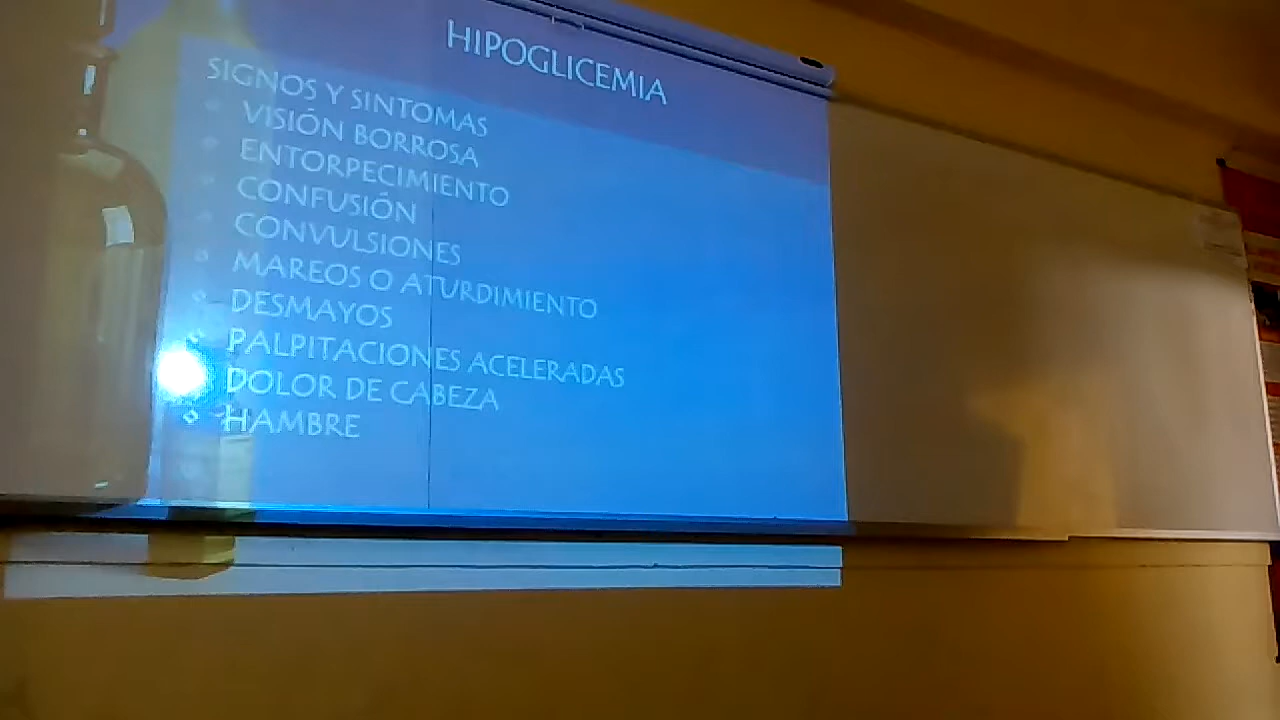 HIPOGLICEMIA
SIGNOS Y SINTOMAS
VISIÓN BORROSA
ENTORPECIMIENTO
CONFUSIÓN
CONVULSIONES
MAREOS O ATURDIMIENTO
DESMAYOS
PALPITACIONES ACELERADAS
DOLOR DE CABEZA
HAMBRE